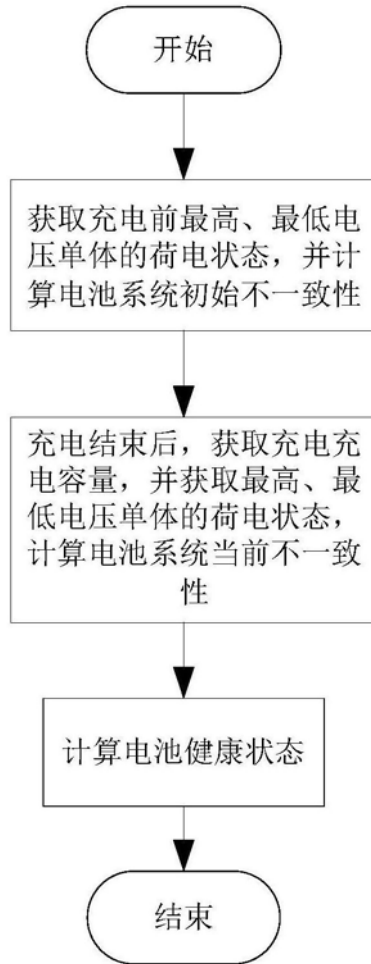 开始
获取充电前最高、最低电
压单体的荷电状态，并计
算电池系统初始不一致性
充电结束后，获取充电充
电容量，并获取最高、最
低电压单体的荷电状态，
计算电池系统当前不一致
性
计算电池健康状态
结束